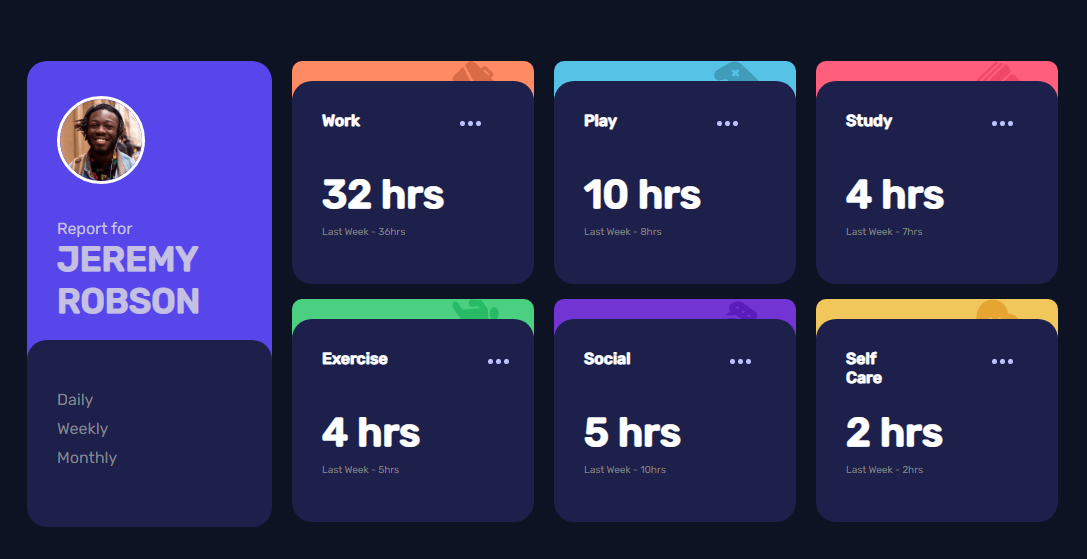 Report for
JEREMY
ROBSON
Daily
Weekly
Monthly
Work
32 hrs
Last Week - 36hrs
Play
10 hrs
Last Week - 8hrs
Study
4 hrs
Last Week - 7hrs
Exercise
4 hrs
Last Week - 5hrs
Social
5 hrs
Last Week - 10hrs
Self
Care
2 hrs
Last Week - 2hrs